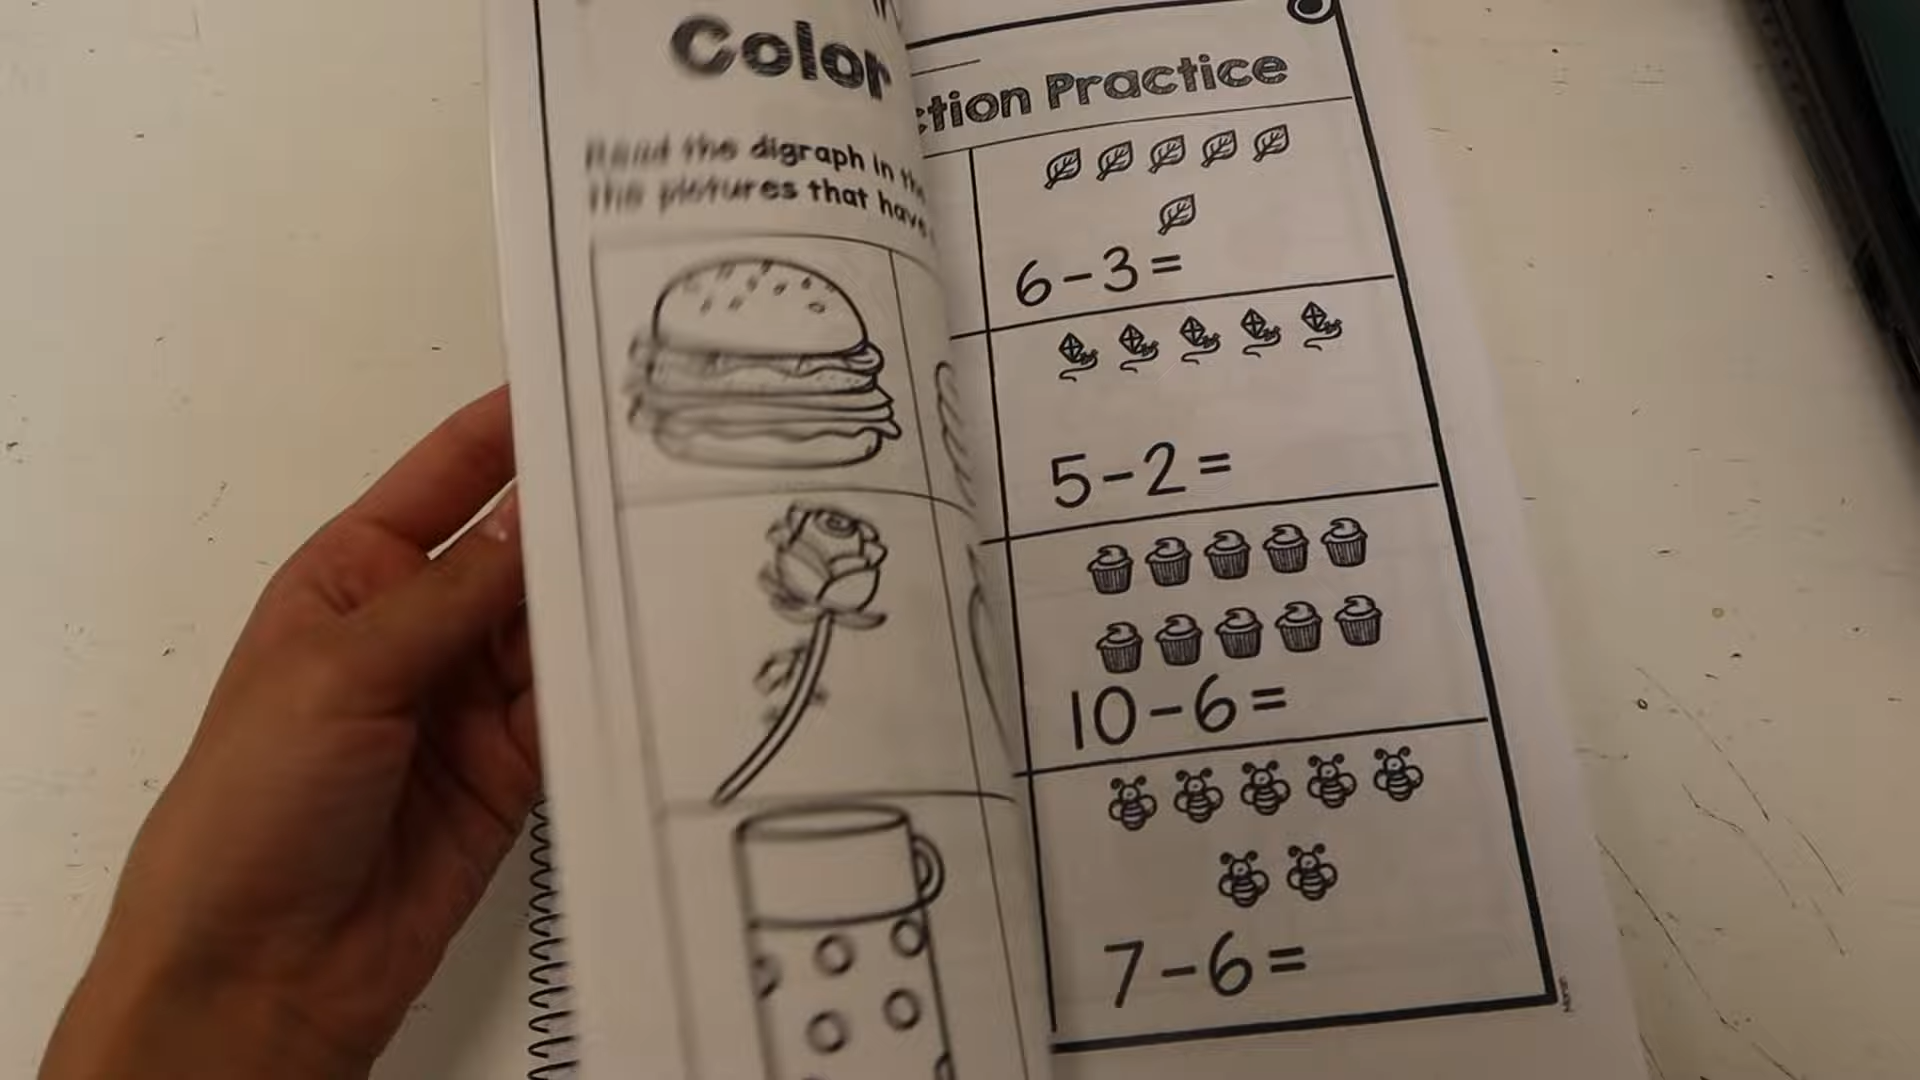 Color
Read the digraph in the
the pictures that have
ction Practice
6-3=
5-2=
10-6=
7-6=